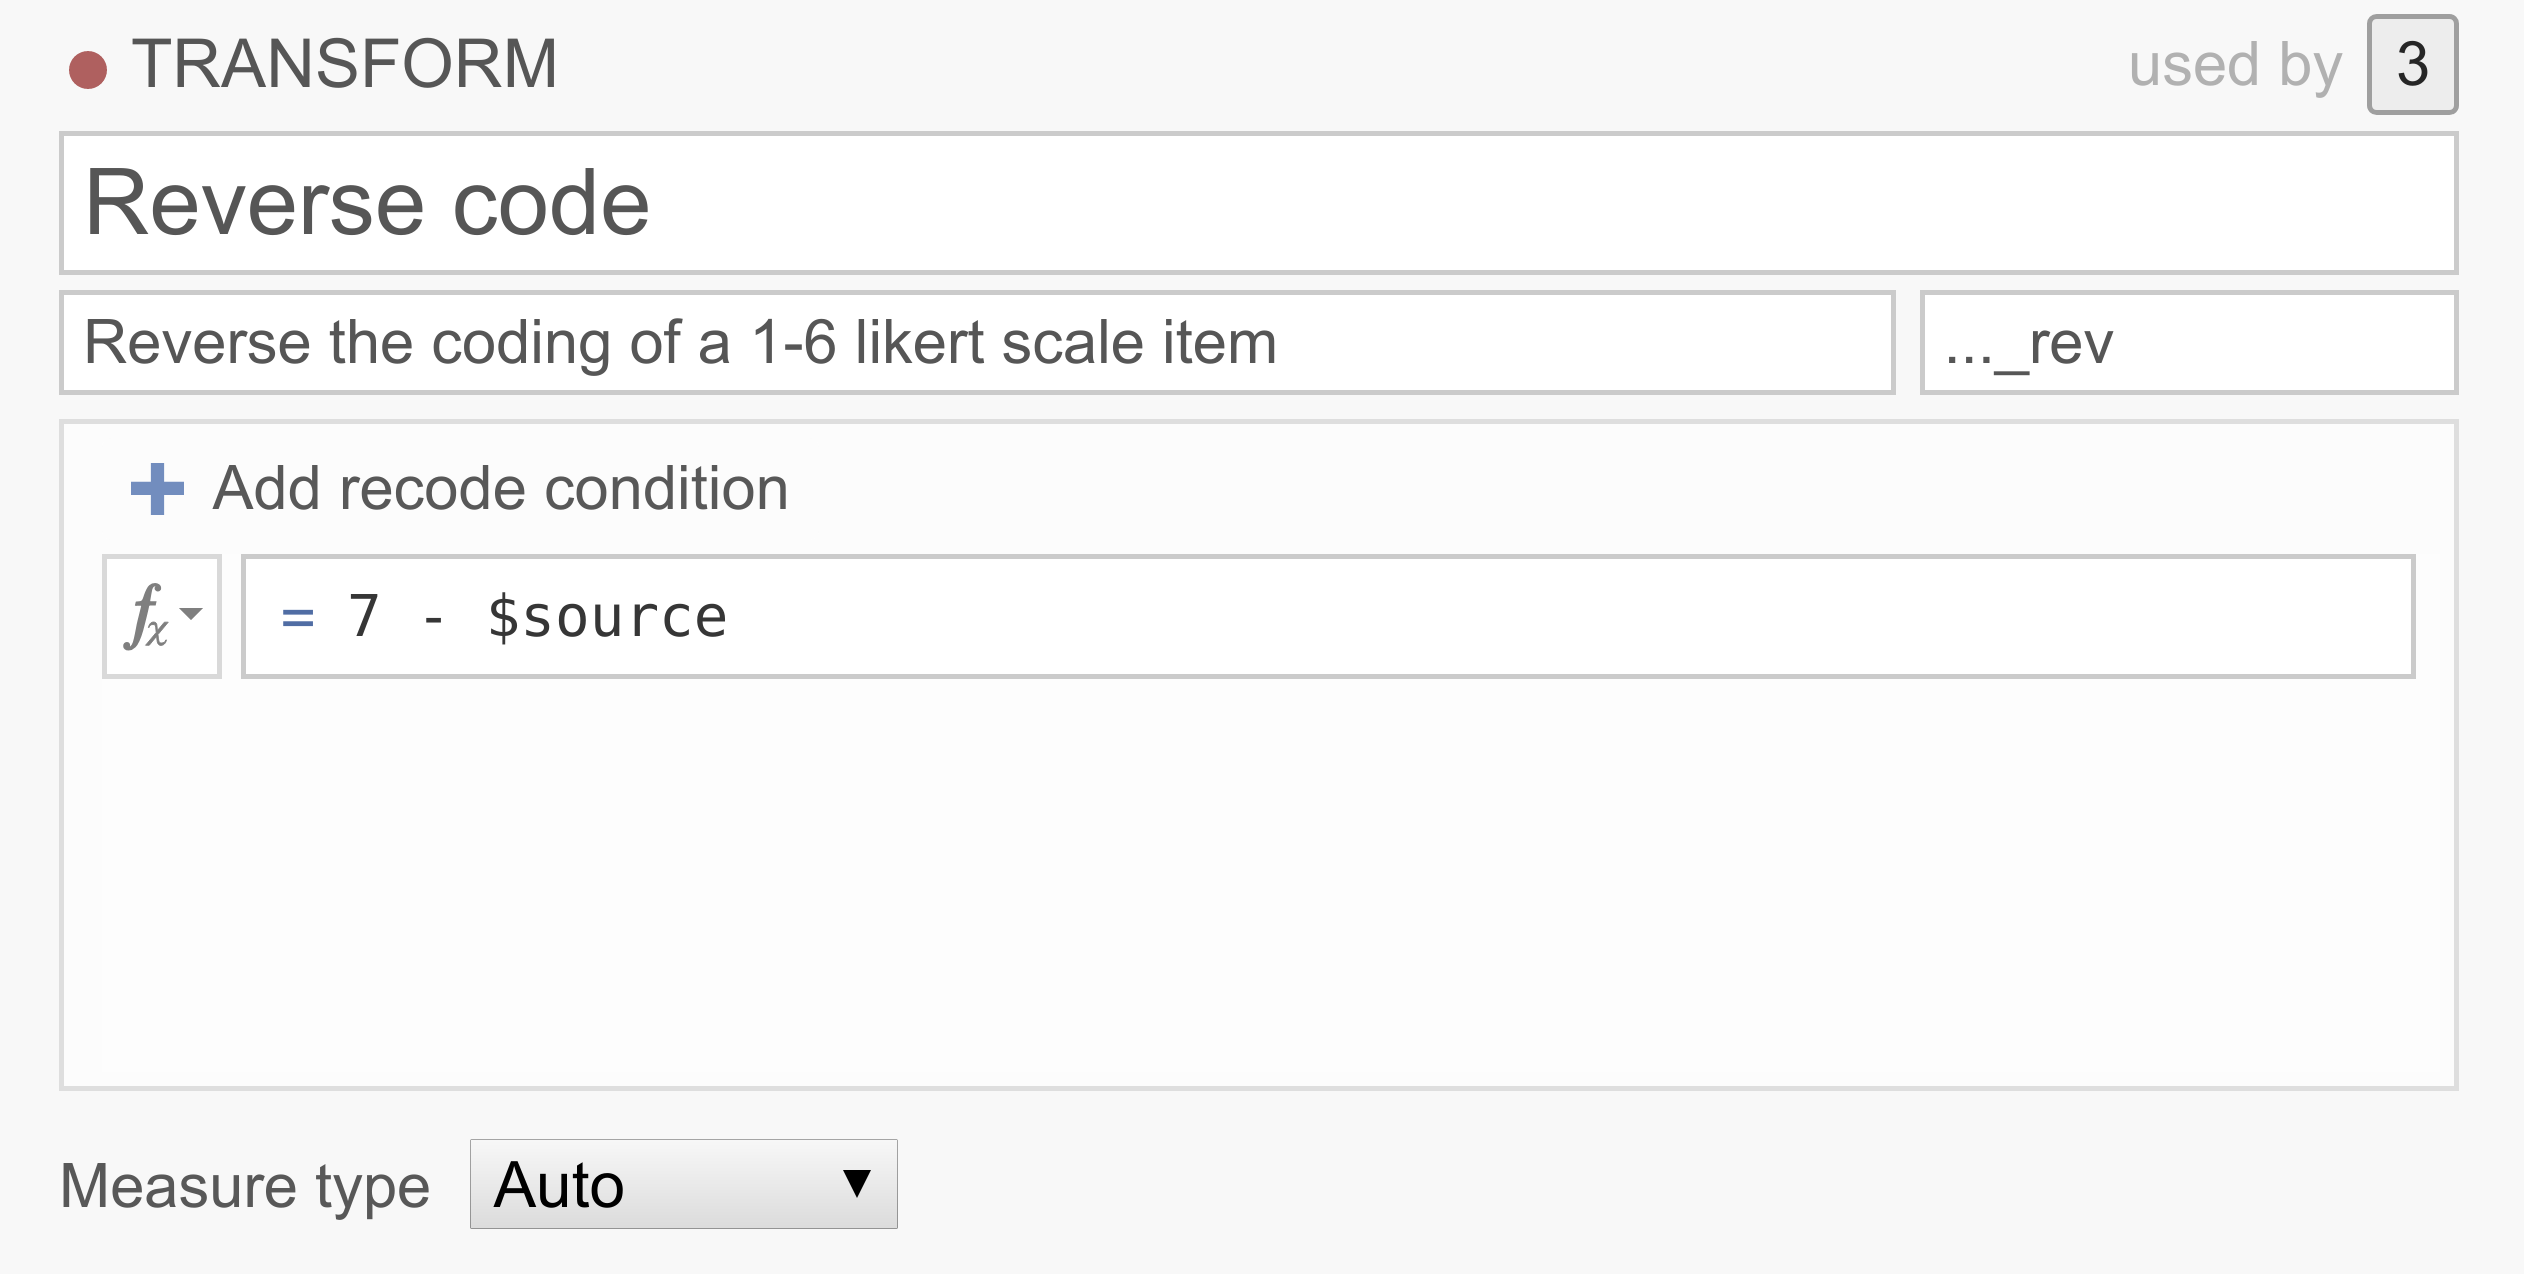 TRANSFORM used by 3
Reverse code
Reverse the coding of a 1-6 likert scale item ..._rev
Add recode condition
fx = 7 - $source
Measure type Auto